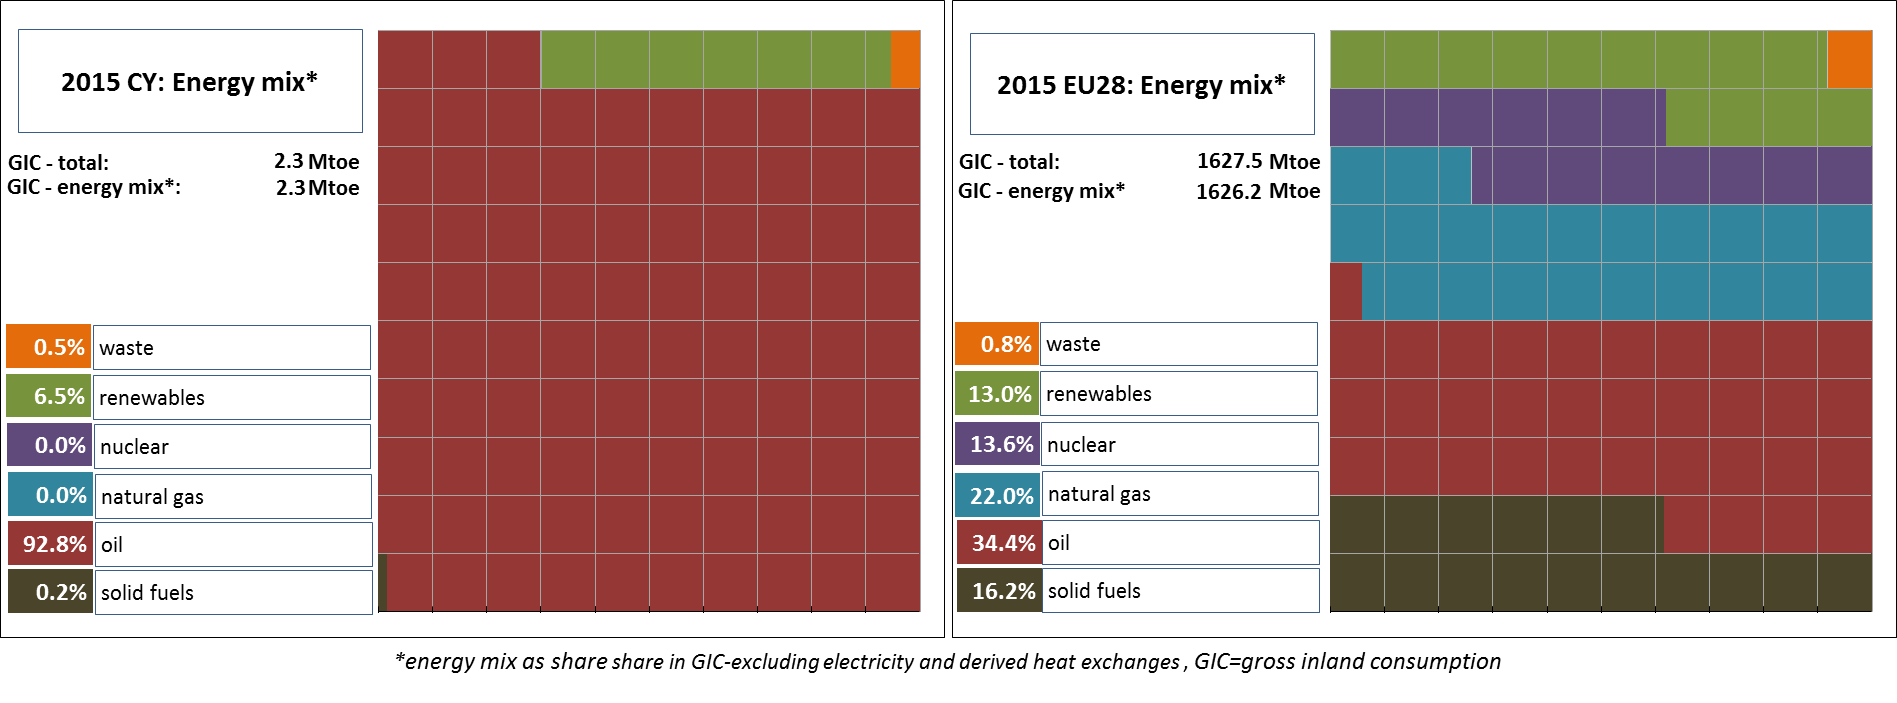 2015 CY: Energy mix*
GIC - total: 2.3 Mtoe
GIC - energy mix*: 2.3 Mtoe
0.5% waste
6.5% renewables
0.0% nuclear
0.0% natural gas
92.8% oil
0.2% solid fuels
2015 EU28: Energy mix*
GIC - total: 1627.5 Mtoe
GIC - energy mix* 1626.2 Mtoe
0.8% waste
13.0% renewables
13.6% nuclear
22.0% natural gas
34.4% oil
16.2% solid fuels
*energy mix as share share in GIC-excluding electricity and derived heat exchanges , GIC=gross inland consumption